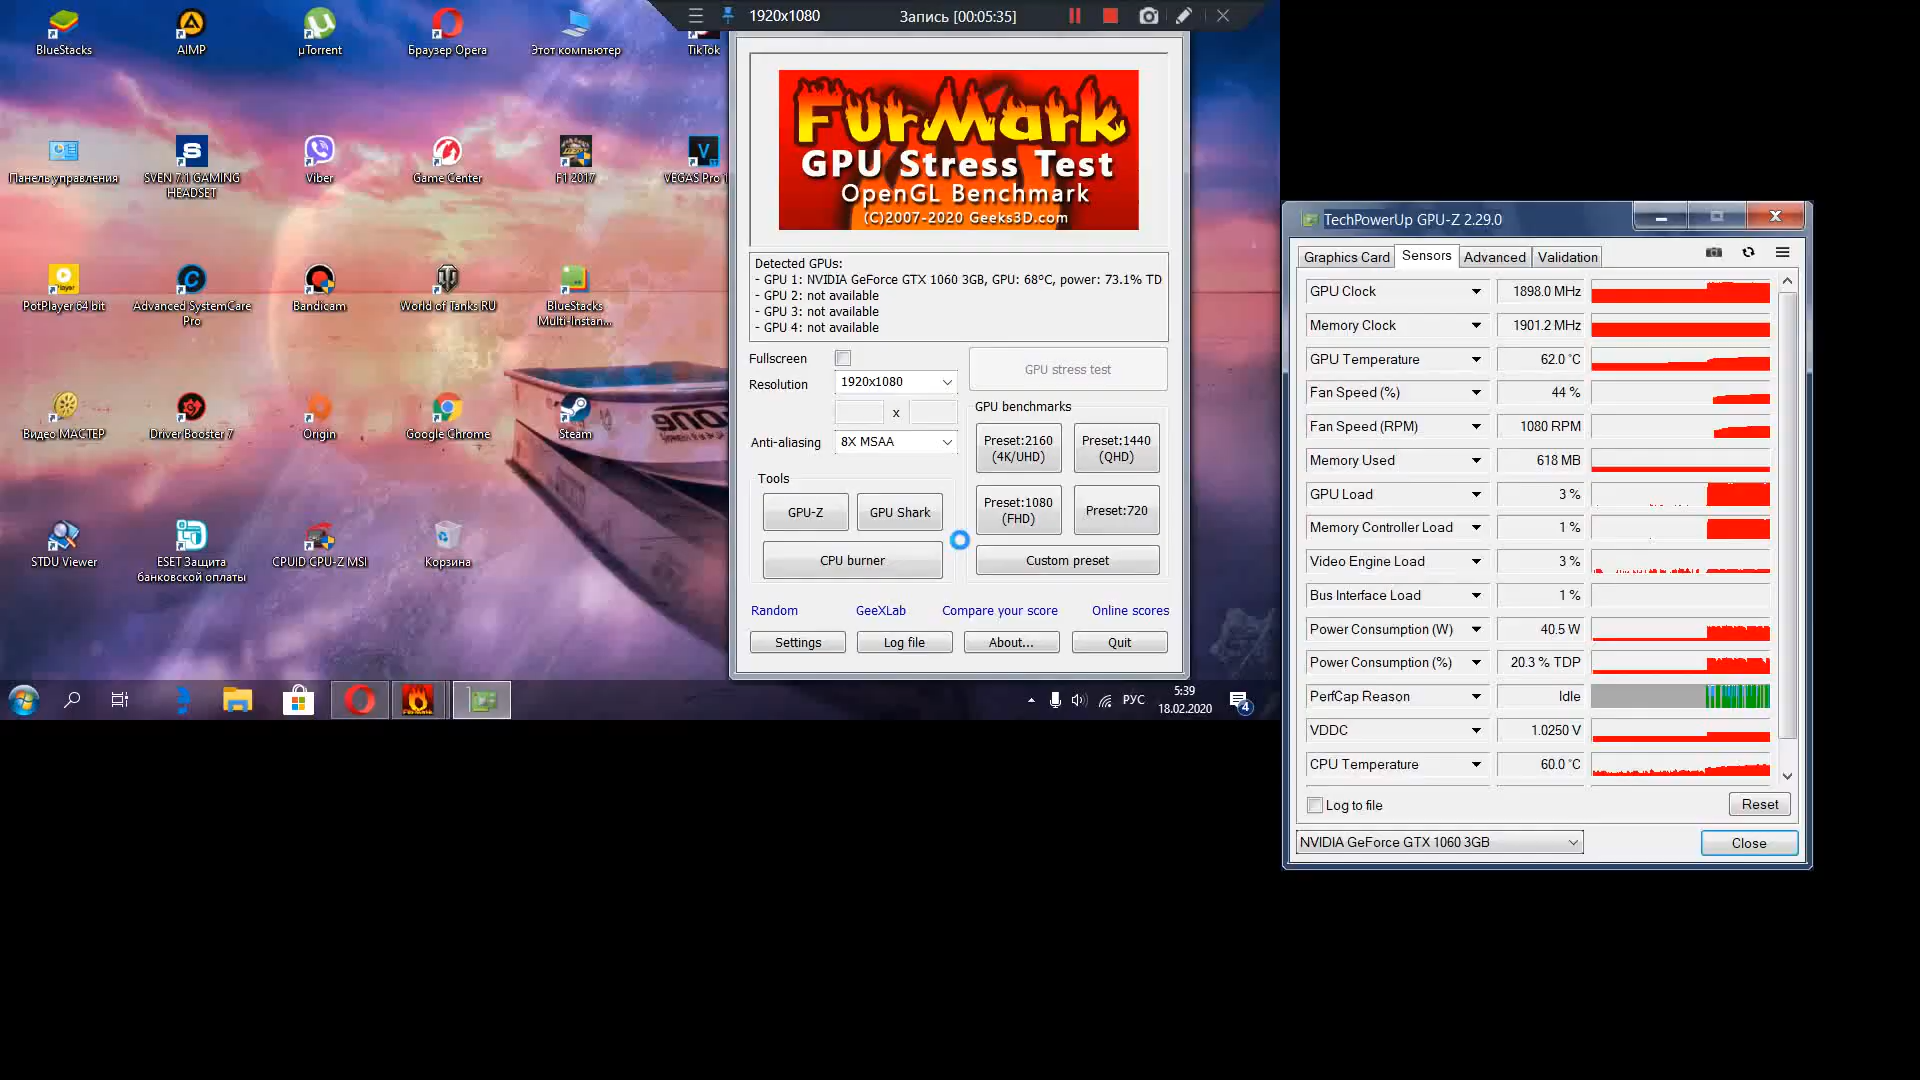 1920x1080
Запись [00:05:35]
BlueStacks
AIMP
µTorrent
Браузер Opera
Этот компьютер
TikTok
Панель управления
SVEN 7.1 GAMING
HEADSET
Viber
Game Center
F1 2017
VEGAS Pro 1
PotPlayer 64 bit
Advanced SystemCare
Pro
Bandicam
World of Tanks RU
BlueStacks
Multi-Instan...
Видео МАСТЕР
Driver Booster 7
Origin
Google Chrome
Steam
STDU Viewer
ESET Защита
банковской оплаты
CPUID CPU-Z MSI
Корзина
FurMark
GPU Stress Test
OpenGL Benchmark
(C)2007-2020 Geeks3D.com
Detected GPUs:
- GPU 1: NVIDIA GeForce GTX 1060 3GB, GPU: 68°C, power: 73.1% TD
- GPU 2: not available
- GPU 3: not available
- GPU 4: not available
Fullscreen
Resolution
1920x1080
x
Anti-aliasing
8X MSAA
GPU stress test
GPU benchmarks
Preset:2160
(4K/UHD)
Preset:1440
(QHD)
Preset:1080
(FHD)
Preset:720
Custom preset
Tools
GPU-Z
GPU Shark
CPU burner
Random
GeeXLab
Compare your score
Online scores
Settings
Log file
About...
Quit
FurMark
РУС
5:39
18.02.2020
4
TechPowerUp GPU-Z 2.29.0
Graphics Card
Sensors
Advanced
Validation
GPU Clock 1898.0 MHz
Memory Clock 1901.2 MHz
GPU Temperature 62.0 °C
Fan Speed (%) 44 %
Fan Speed (RPM) 1080 RPM
Memory Used 618 MB
GPU Load 3 %
Memory Controller Load 1 %
Video Engine Load 3 %
Bus Interface Load 1 %
Power Consumption (W) 40.5 W
Power Consumption (%) 20.3 % TDP
PerfCap Reason Idle
VDDC 1.0250 V
CPU Temperature 60.0 °C
Log to file
Reset
NVIDIA GeForce GTX 1060 3GB
Close